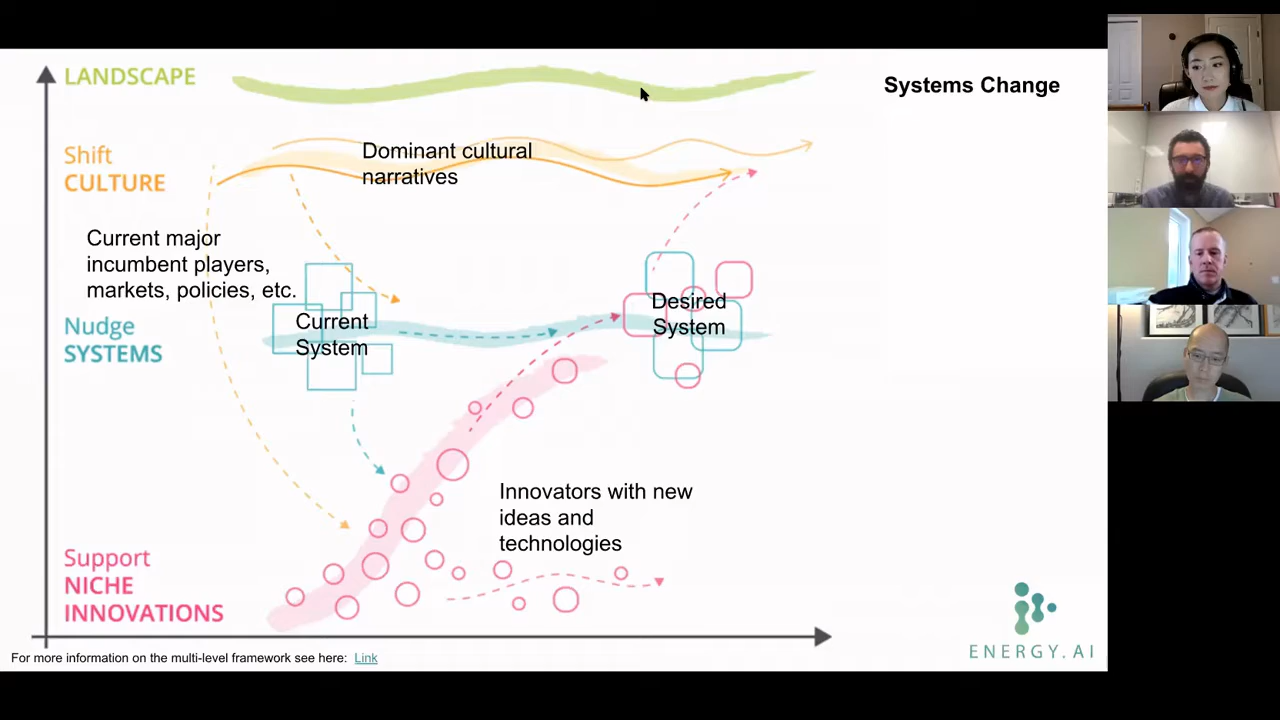 LANDSCAPE
Systems Change
Shift
CULTURE
Dominant cultural
narratives
Current major
incumbent players,
markets, policies, etc.
Nudge
SYSTEMS
Current
System
Desired
System
Innovators with new
ideas and
technologies
Support
NICHE
INNOVATIONS
ENERGY.AI
For more information on the multi-level framework see here: Link